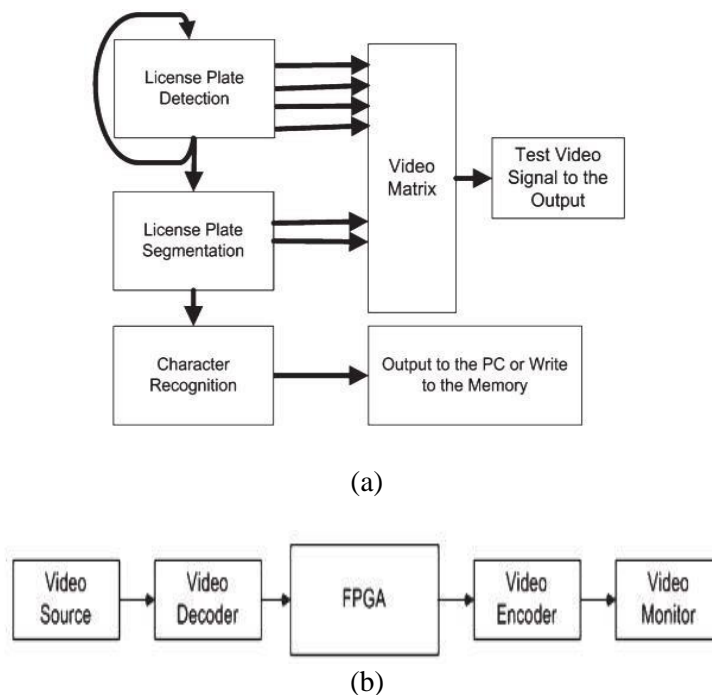 License Plate
Detection
Video
Matrix
Test Video
Signal to the
Output
License Plate
Segmentation
Character
Recognition
Output to the PC or Write
to the Memory
(a)
Video
Source
Video
Decoder
FPGA
Video
Encoder
Video
Monitor
(b)